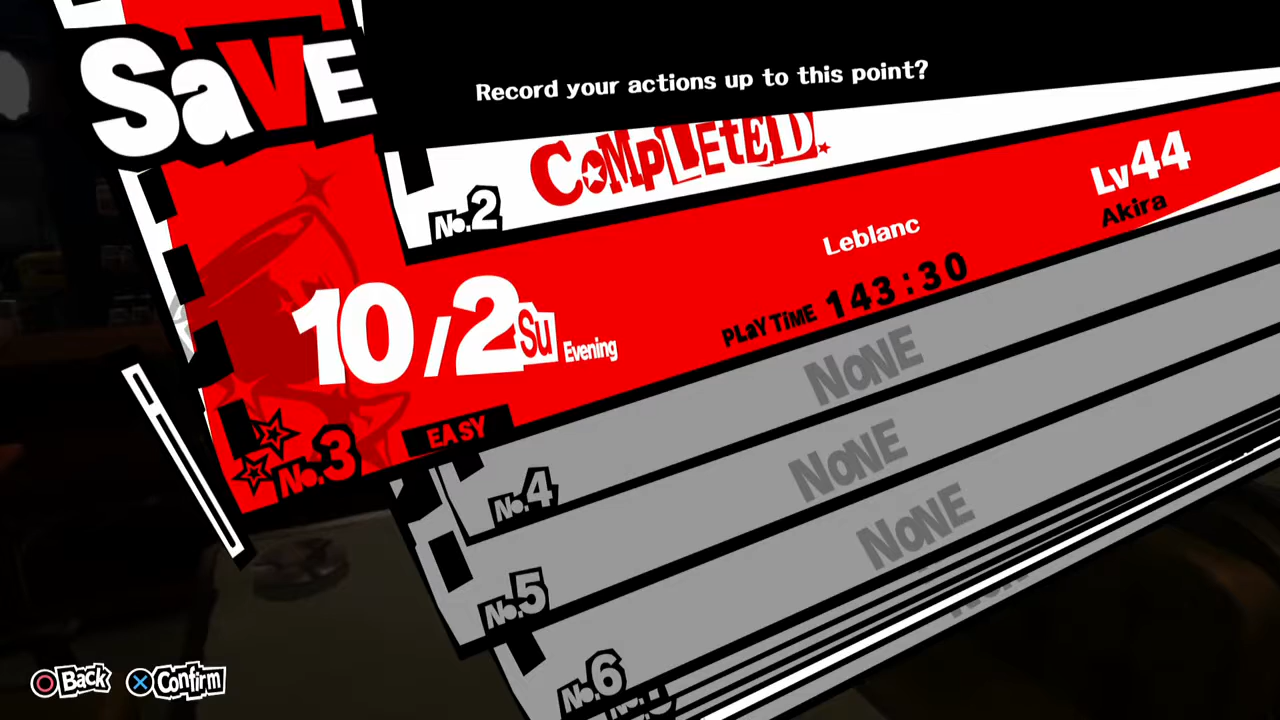 SaVE
Record your actions up to this point?
COMPLetED.
No.2
Lv44
Akira
Leblanc
10/2 Su Evening
PLaY TiME 143:30
EASY
No.3
NoNE
No.4
NoNE
No.5
NoNE
No.6
Back
Confirm